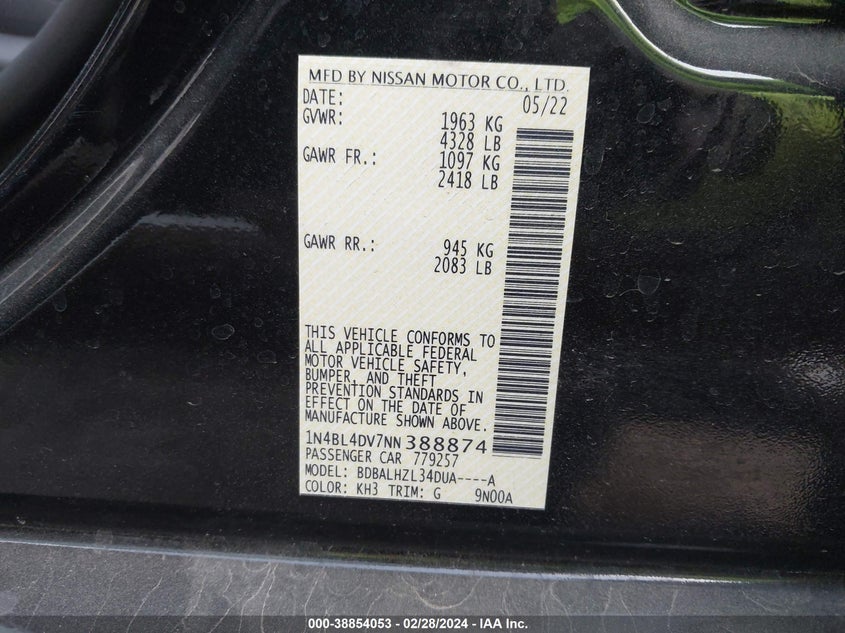 MFD BY NISSAN MOTOR CO., LTD.
DATE: 05/22
GVWR: 1963 KG
4328 LB
GAWR FR.: 1097 KG
2418 LB
GAWR RR.: 945 KG
2083 LB
THIS VEHICLE CONFORMS TO
ALL APPLICABLE FEDERAL
MOTOR VEHICLE SAFETY,
BUMPER, AND THEFT
PREVENTION STANDARDS IN
EFFECT ON THE DATE OF
MANUFACTURE SHOWN ABOVE.
1N4BL4DV7NN388874
PASSENGER CAR 779257
MODEL: BDBALHZL34DUA----A
COLOR: KH3 TRIM: G 9N00A
000-38854053 - 02/28/2024 - IAA Inc.